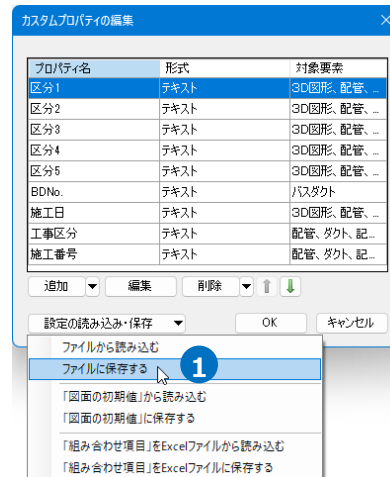 カスタムプロパティの編集
プロパティ名 形式 対象要素
区分1 テキスト 3D図形、配管、...
区分2 テキスト 3D図形、配管、...
区分3 テキスト 3D図形、配管、...
区分4 テキスト 3D図形、配管、...
区分5 テキスト 3D図形、配管、...
BDNo. テキスト バスダクト
施工日 テキスト 3D図形、配管、...
工事区分 テキスト 配管、ダクト、記...
施工番号 テキスト 配管、ダクト、記...
追加 編集 削除
設定の読み込み・保存 OK キャンセル
ファイルから読み込む
ファイルに保存する 1
「図面の初期値」から読み込む
「図面の初期値」に保存する
「組み合わせ項目」をExcelファイルから読み込む
「組み合わせ項目」をExcelファイルに保存する